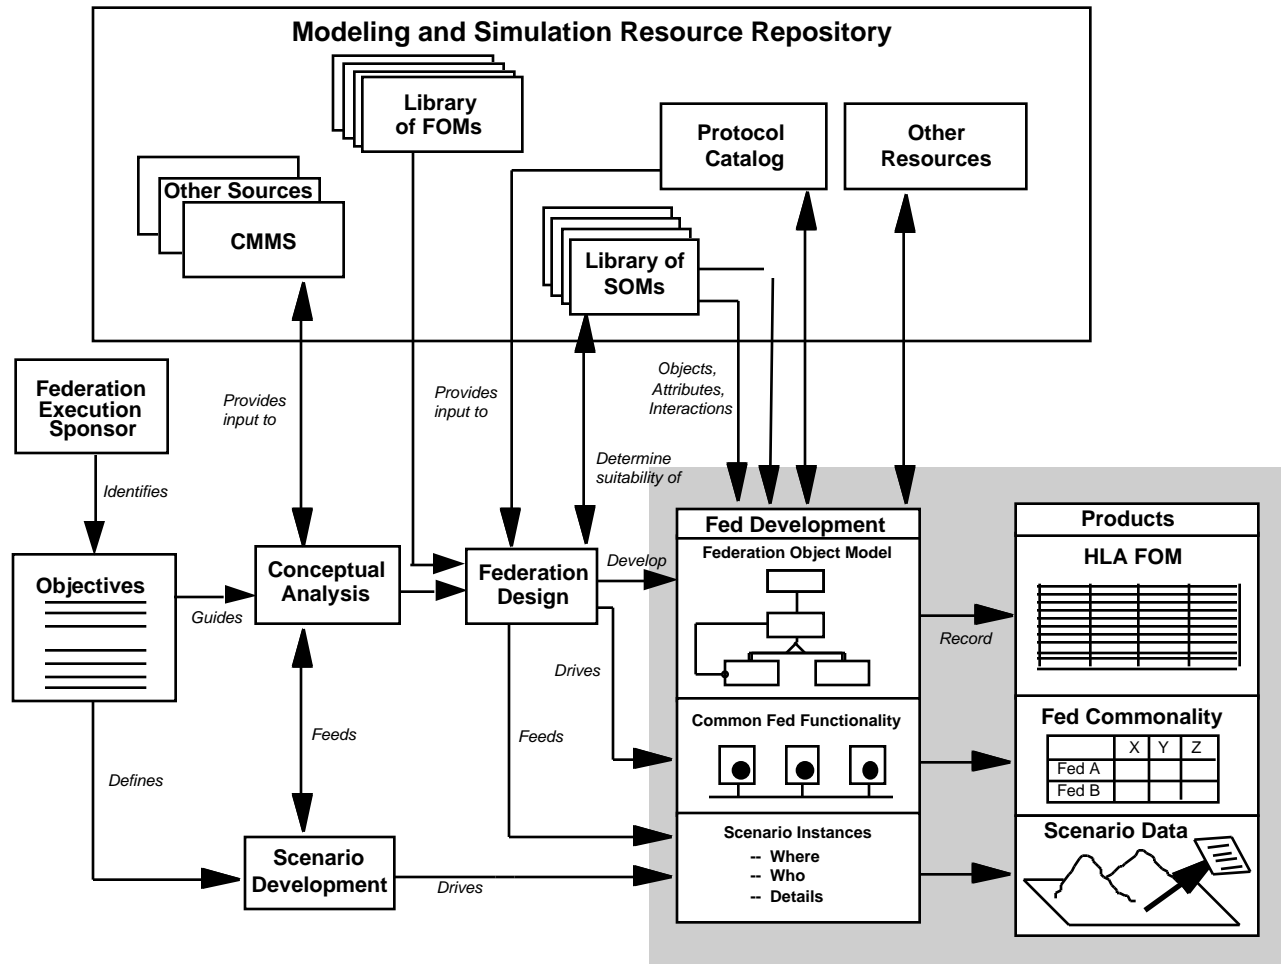 Modeling and Simulation Resource Repository
Library
of FOMs
Protocol
Catalog
Other
Resources
Other Sources
CMMS
Library of
SOMs
Federation
Execution
Sponsor
Provides
input to
Provides
input to
Objects,
Attributes,
Interactions
Determine
suitability of
Identifies
Objectives
Guides
Conceptual
Analysis
Federation
Design
Develop
Drives
Feeds
Feeds
Defines
Scenario
Development
Drives
Fed Development
Federation Object Model
Common Fed Functionality
Scenario Instances
-- Where
-- Who
-- Details
Record
Products
HLA FOM
Fed Commonality
X Y Z
Fed A
Fed B
Scenario Data